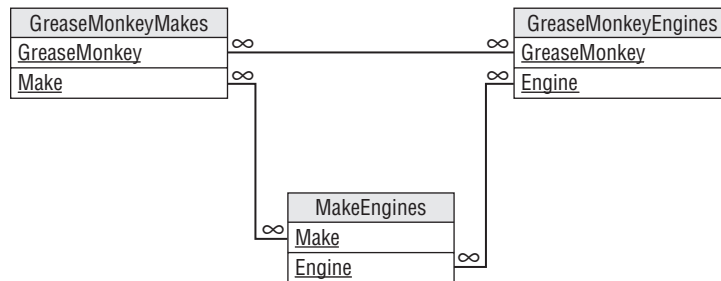 GreaseMonkeyMakes
GreaseMonkey
Make
GreaseMonkeyEngines
GreaseMonkey
Engine
∞ ∞
∞ ∞
MakeEngines
Make
Engine
∞
∞